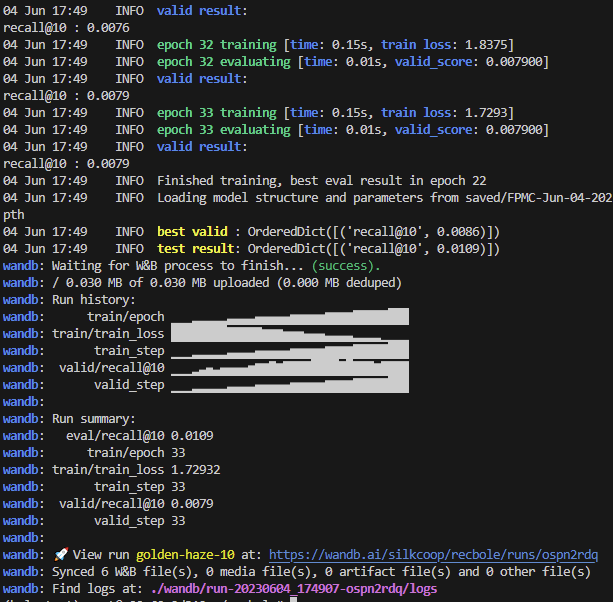 04 Jun 17:49 INFO valid result:
recall@10 : 0.0076
04 Jun 17:49 INFO epoch 32 training [time: 0.15s, train loss: 1.8375]
04 Jun 17:49 INFO epoch 32 evaluating [time: 0.01s, valid_score: 0.007900]
04 Jun 17:49 INFO valid result:
recall@10 : 0.0079
04 Jun 17:49 INFO epoch 33 training [time: 0.15s, train loss: 1.7293]
04 Jun 17:49 INFO epoch 33 evaluating [time: 0.01s, valid_score: 0.007900]
04 Jun 17:49 INFO valid result:
recall@10 : 0.0079
04 Jun 17:49 INFO Finished training, best eval result in epoch 22
04 Jun 17:49 INFO Loading model structure and parameters from saved/FPMC-Jun-04-202
pth
04 Jun 17:49 INFO best valid : OrderedDict([('recall@10', 0.0086)])
04 Jun 17:49 INFO test result: OrderedDict([('recall@10', 0.0109)])
wandb: Waiting for W&B process to finish... (success).
wandb: / 0.030 MB of 0.030 MB uploaded (0.000 MB deduped)
wandb: Run history:
wandb: train/epoch
wandb: train/train_loss
wandb: train_step
wandb: valid/recall@10
wandb: valid_step
wandb:
wandb: Run summary:
wandb: eval/recall@10 0.0109
wandb: train/epoch 33
wandb: train/train_loss 1.72932
wandb: train_step 33
wandb: valid/recall@10 0.0079
wandb: valid_step 33
wandb:
wandb: 🚀 View run golden-haze-10 at: https://wandb.ai/silkcoop/recbole/runs/ospn2rdq
wandb: Synced 6 W&B file(s), 0 media file(s), 0 artifact file(s) and 0 other file(s)
wandb: Find logs at: ./wandb/run-20230604_174907-ospn2rdq/logs